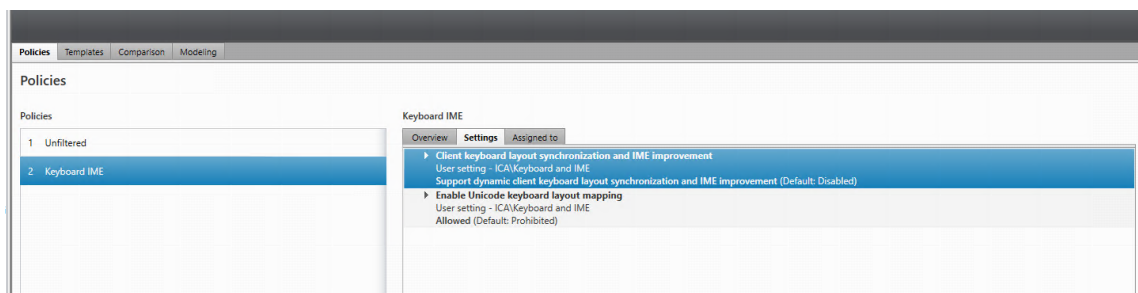 Policies Templates Comparison Modeling
Policies
Policies
1 Unfiltered
2 Keyboard IME
Keyboard IME
Overview Settings Assigned to
Client keyboard layout synchronization and IME improvement
User setting - ICA\Keyboard and IME
Support dynamic client keyboard layout synchronization and IME improvement (Default: Disabled)
Enable Unicode keyboard layout mapping
User setting - ICA\Keyboard and IME
Allowed (Default: Prohibited)